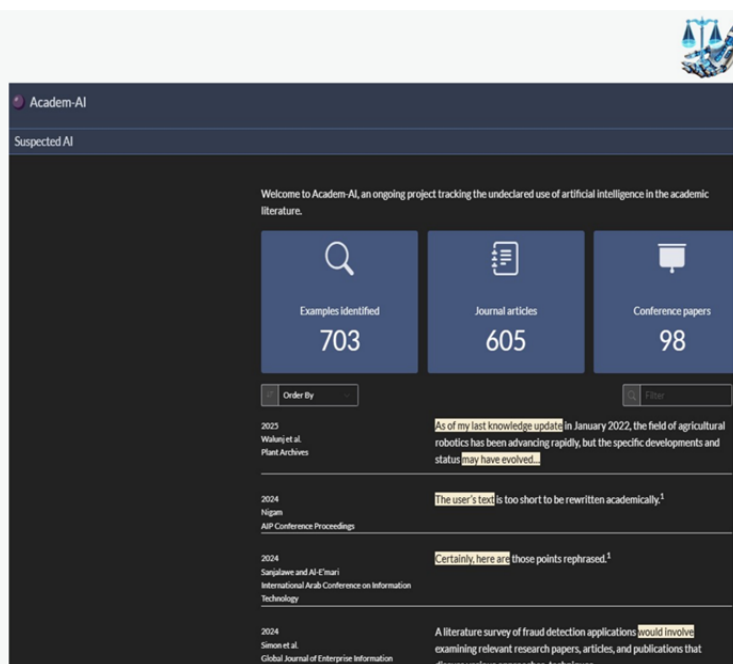 Academ-AI
Suspected AI
Welcome to Academ-AI, an ongoing project tracking the undeclared use of artificial intelligence in the academic
literature.
Examples identified
703
Journal articles
605
Conference papers
98
Order By
Filter
2025
Walunj et al.
Plant Archives
As of my last knowledge update in January 2022, the field of agricultural
robotics has been advancing rapidly, but the specific developments and
status may have evolved...
2024
Nigam
AIP Conference Proceedings
The user's text is too short to be rewritten academically.1
2024
Sanjalawe and Al-E'mari
International Arab Conference on Information
Technology
Certainly, here are those points rephrased.1
2024
Simon et al.
Global Journal of Enterprise Information
A literature survey of fraud detection applications would involve
examining relevant research papers, articles, and publications that